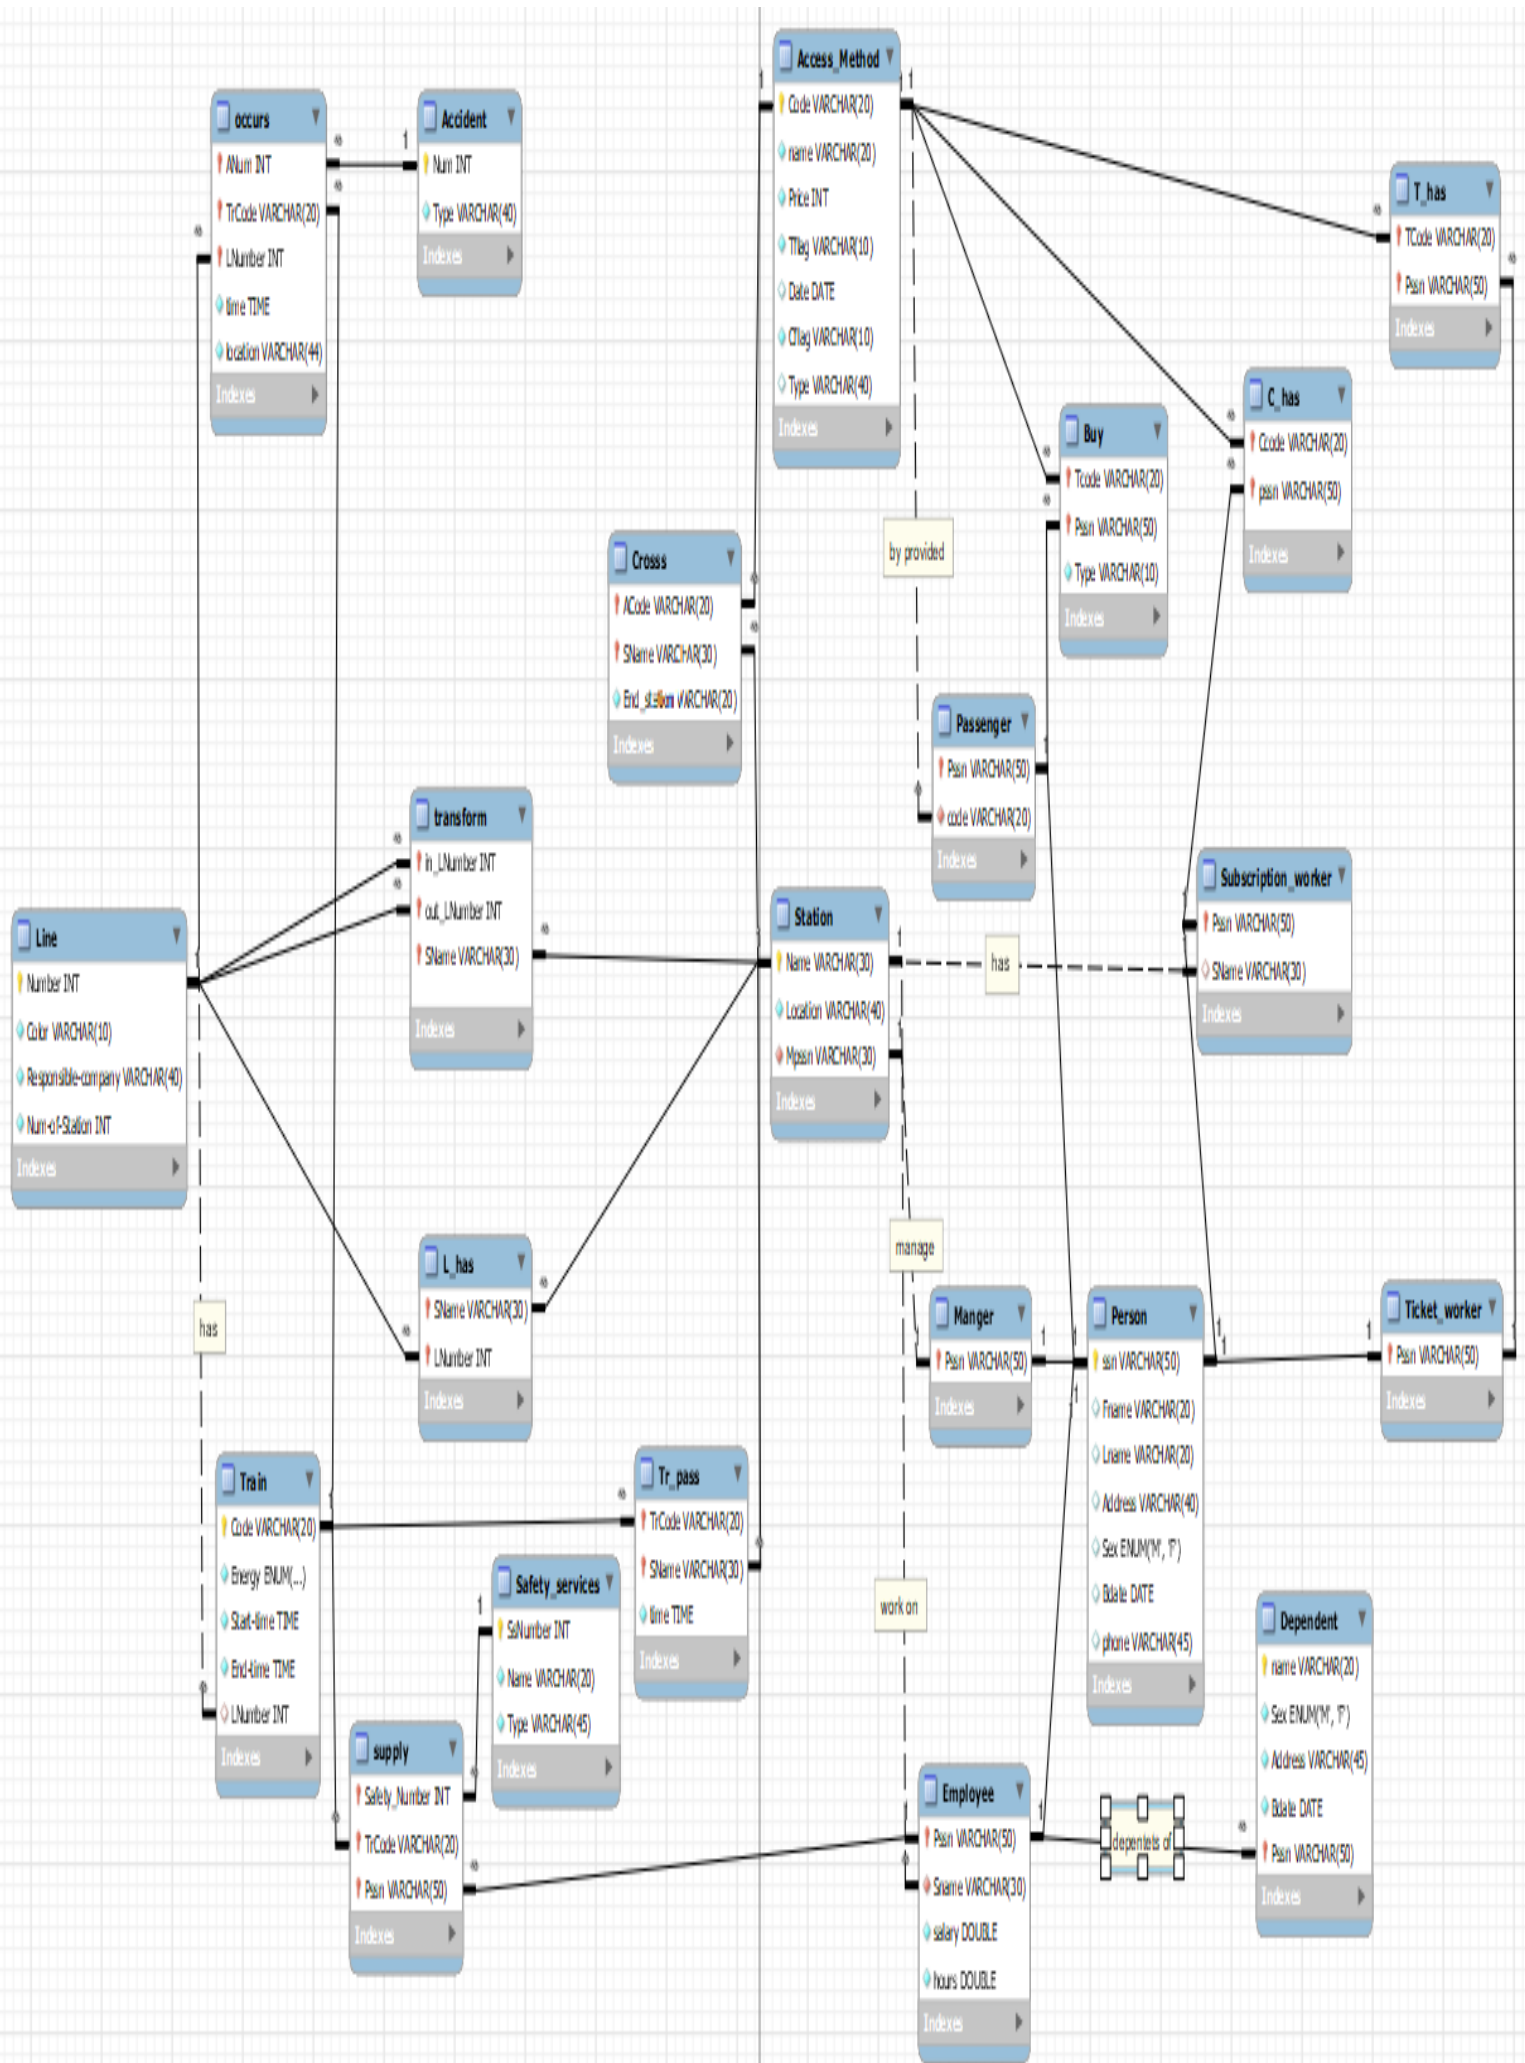 Access_Method
Code VARCHAR(20)
name VARCHAR(20)
Price INT
Tflag VARCHAR(10)
Date DATE
Cflag VARCHAR(10)
Type VARCHAR(40)
Indexes
occurs
ANum INT
TrCode VARCHAR(20)
LNumber INT
time TIME
location VARCHAR(44)
Indexes
Accident
Num INT
Type VARCHAR(40)
Indexes
T_has
TCode VARCHAR(20)
Pssn VARCHAR(50)
Indexes
C_has
Ccode VARCHAR(20)
pssn VARCHAR(50)
Indexes
Buy
Tcode VARCHAR(20)
Pssn VARCHAR(50)
Type VARCHAR(10)
Indexes
by provided
Crosss
ACode VARCHAR(20)
SName VARCHAR(30)
End_station VARCHAR(20)
Indexes
Passenger
Pssn VARCHAR(50)
code VARCHAR(20)
Indexes
transform
in_LNumber INT
out_LNumber INT
SName VARCHAR(30)
Indexes
Subscription_worker
Pssn VARCHAR(50)
SName VARCHAR(30)
Indexes
Station
Name VARCHAR(30)
Location VARCHAR(40)
Mpssn VARCHAR(30)
Indexes
has
Line
Number INT
Color VARCHAR(10)
Responsible-company VARCHAR(40)
Num-of-Station INT
Indexes
manage
L_has
SName VARCHAR(30)
LNumber INT
Indexes
has
Manger
Pssn VARCHAR(50)
Indexes
Person
ssn VARCHAR(50)
Fname VARCHAR(20)
Lname VARCHAR(20)
Address VARCHAR(40)
Sex ENUM('M', 'F')
Bdate DATE
phone VARCHAR(45)
Indexes
Ticket_worker
Pssn VARCHAR(50)
Indexes
Train
Code VARCHAR(20)
Energy ENUM(...)
Start-time TIME
End-time TIME
LNumber INT
Indexes
Tr_pass
TrCode VARCHAR(20)
SName VARCHAR(30)
time TIME
Indexes
Safety_services
SsNumber INT
Name VARCHAR(20)
Type VARCHAR(45)
Indexes
work on
Dependent
name VARCHAR(20)
Sex ENUM('M', 'F')
Address VARCHAR(45)
Bdate DATE
Pssn VARCHAR(50)
Indexes
supply
Safety_Number INT
TrCode VARCHAR(20)
Pssn VARCHAR(50)
Indexes
Employee
Pssn VARCHAR(50)
Sname VARCHAR(30)
salary DOUBLE
hours DOUBLE
Indexes
depentets of